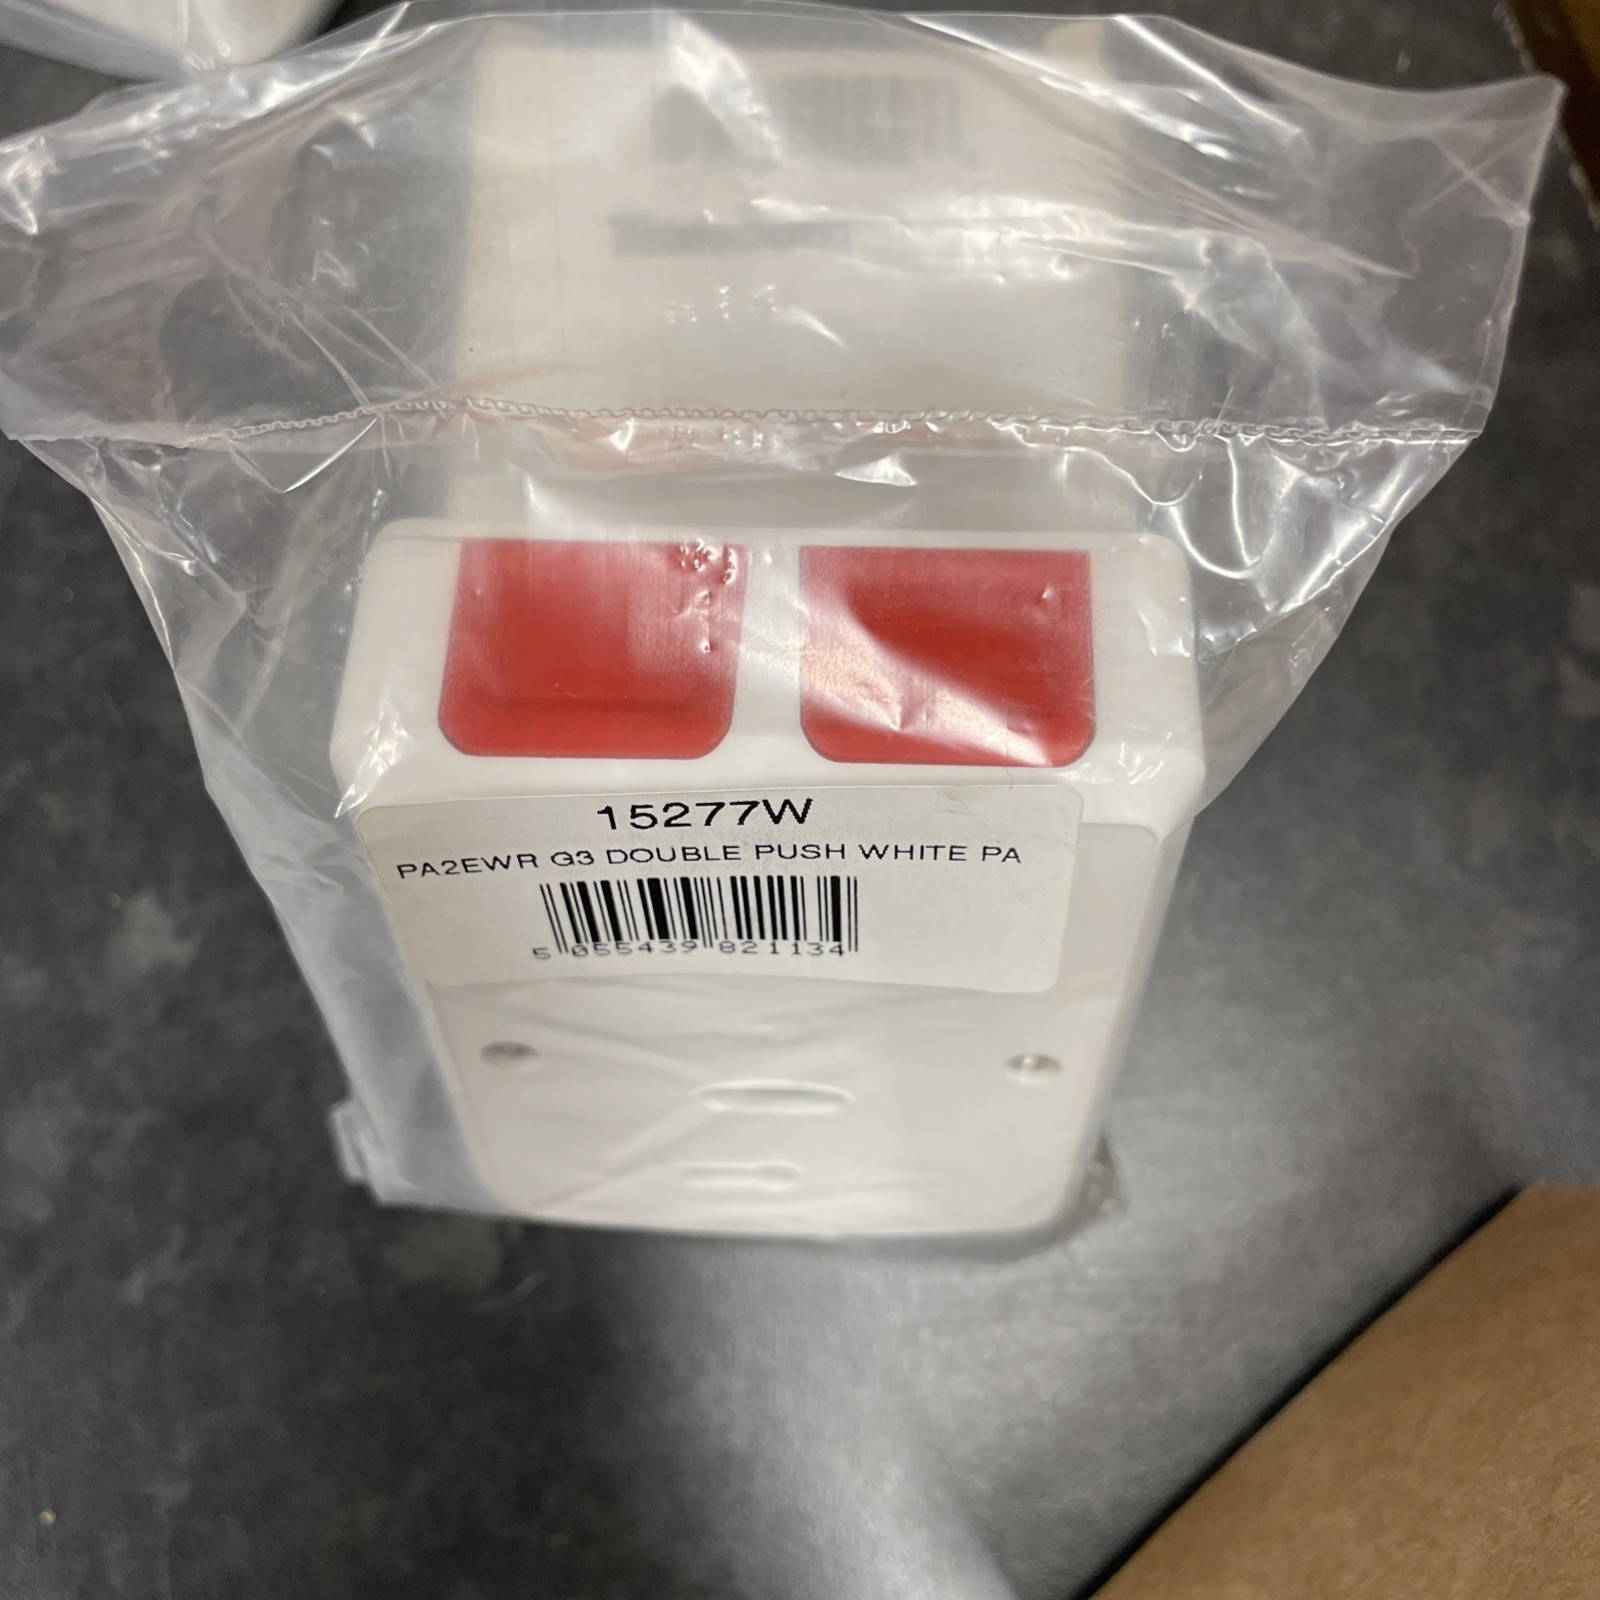 15277W
PA2EWR G3 DOUBLE PUSH WHITE PA
5 055439 821134